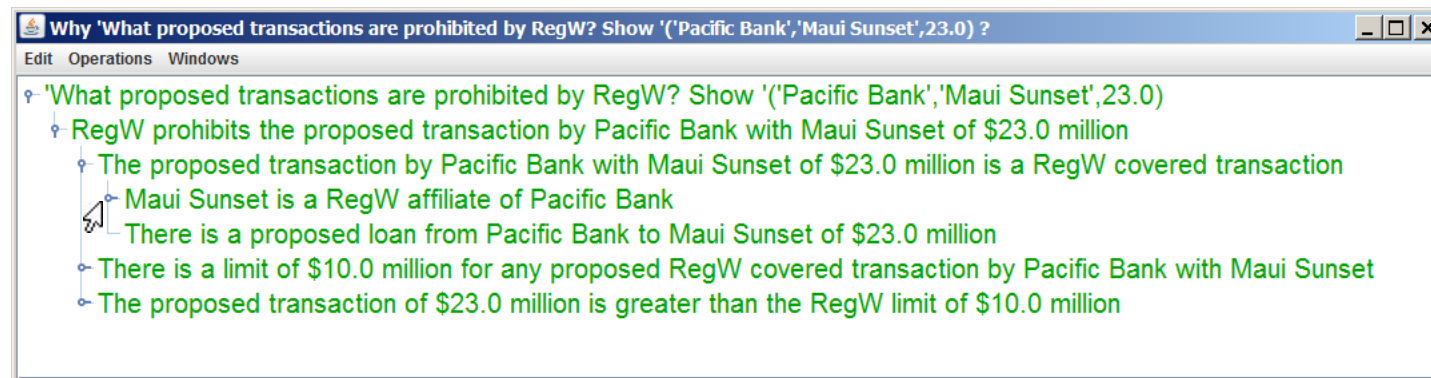 Why 'What proposed transactions are prohibited by RegW? Show '('Pacific Bank','Maui Sunset',23.0) ?
Edit Operations Windows
'What proposed transactions are prohibited by RegW? Show '('Pacific Bank','Maui Sunset',23.0)
RegW prohibits the proposed transaction by Pacific Bank with Maui Sunset of $23.0 million
The proposed transaction by Pacific Bank with Maui Sunset of $23.0 million is a RegW covered transaction
Maui Sunset is a RegW affiliate of Pacific Bank
There is a proposed loan from Pacific Bank to Maui Sunset of $23.0 million
There is a limit of $10.0 million for any proposed RegW covered transaction by Pacific Bank with Maui Sunset
The proposed transaction of $23.0 million is greater than the RegW limit of $10.0 million